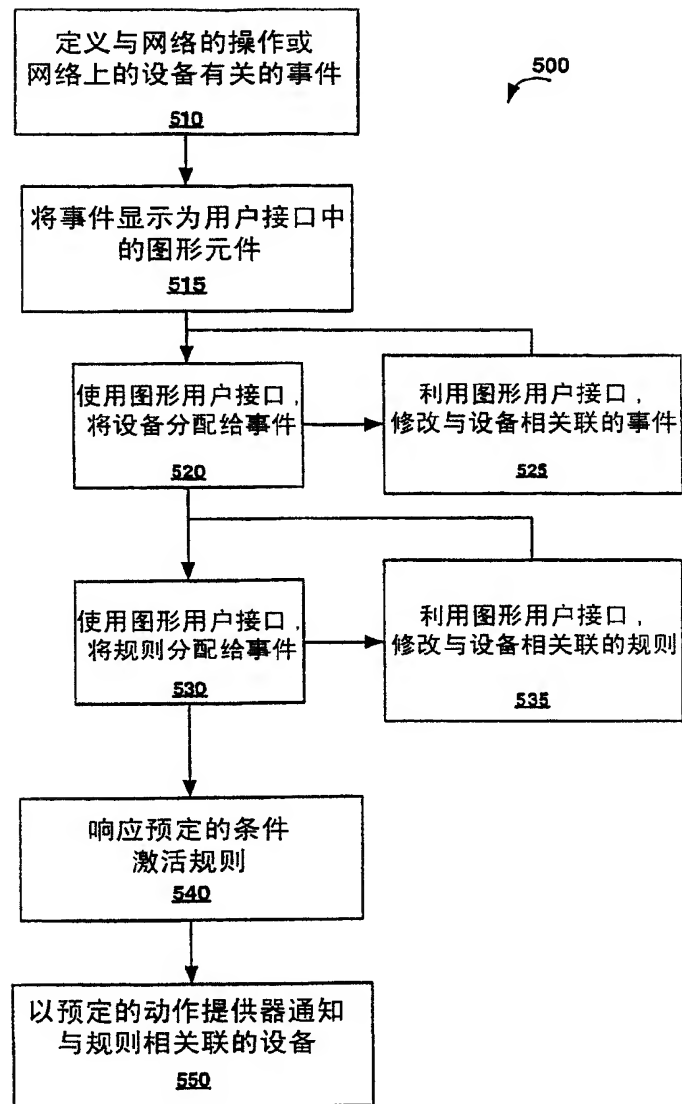 定义与网络的操作或
网络上的设备有关的事件
510
500
将事件显示为用户接口中
的图形元件
515
使用图形用户接口，
将设备分配给事件
520
利用图形用户接口，
修改与设备相关联的事件
525
使用图形用户接口，
将规则分配给事件
530
利用图形用户接口，
修改与设备相关联的规则
535
响应预定的条件
激活规则
540
以预定的动作提供器通知
与规则相关联的设备
550